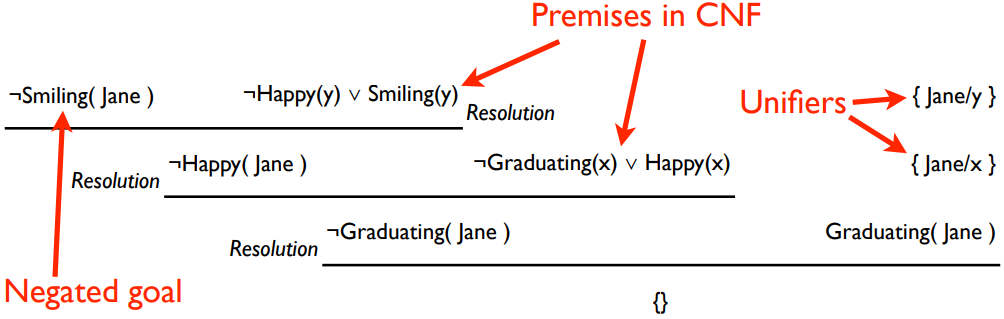 Premises in CNF
¬Smiling( Jane ) ¬Happy(y) ∨ Smiling(y) { Jane/y }
Resolution
Unifiers
¬Happy( Jane ) ¬Graduating(x) ∨ Happy(x) { Jane/x }
Resolution
¬Graduating( Jane ) Graduating( Jane )
Resolution
Negated goal
{}